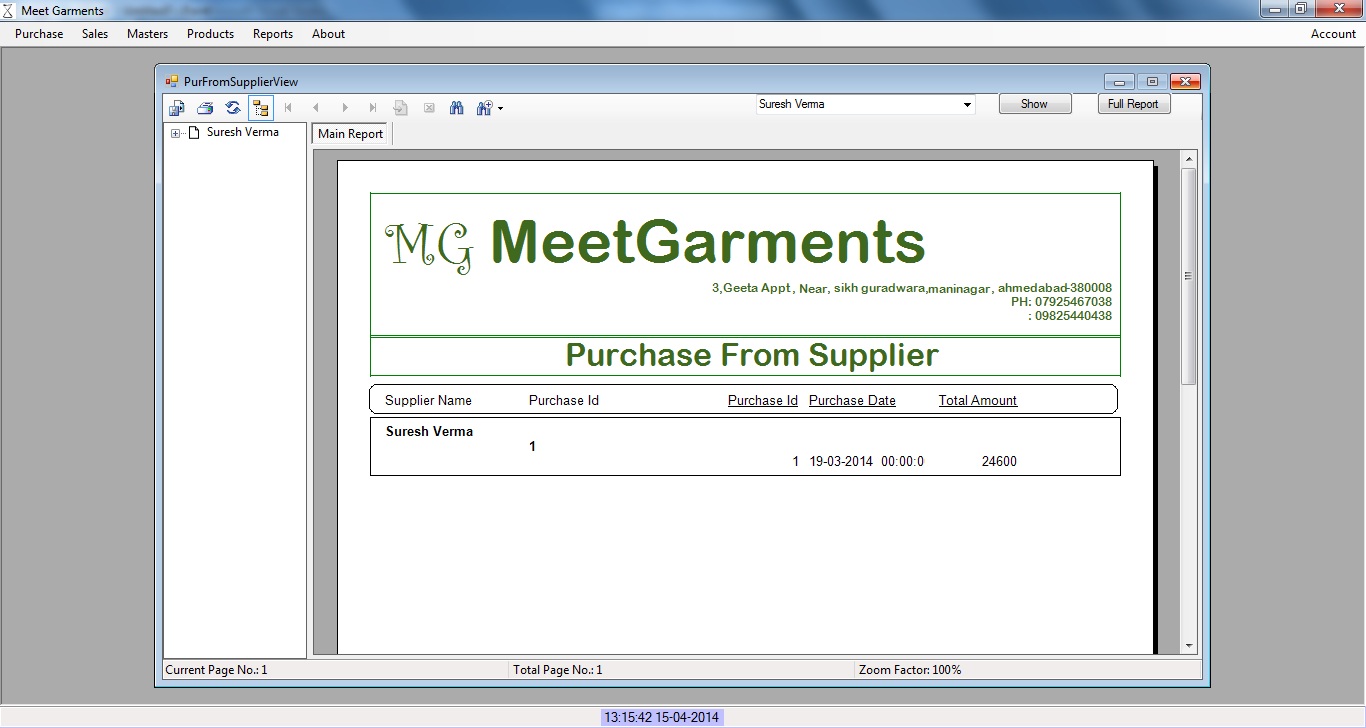 Meet Garments
Purchase Sales Masters Products Reports About Account
PurFromSupplierView
Suresh Verma Show Full Report
Suresh Verma
Main Report
MG MeetGarments
3,Geeta Appt, Near, sikh guradwara,maninagar, ahmedabad-380008
PH: 07925467038
: 09825440438
Purchase From Supplier
Supplier Name Purchase Id Purchase Id Purchase Date Total Amount
Suresh Verma
1
1 19-03-2014 00:00:0 24600
Current Page No.: 1 Total Page No.: 1 Zoom Factor: 100%
13:15:42 15-04-2014